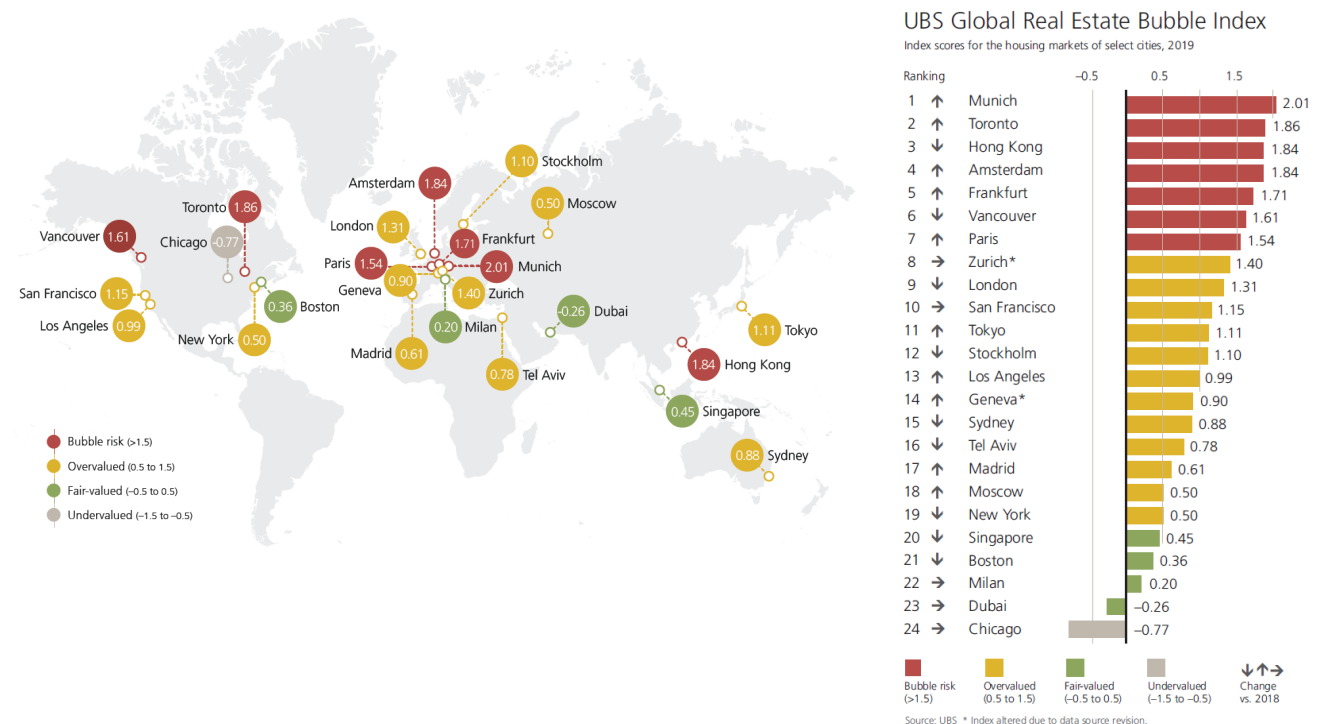 Stockholm
1.10
Amsterdam 1.84
0.50 Moscow
Toronto 1.86
London 1.31
Vancouver 1.61
Chicago -0.77
1.71 Frankfurt
Paris 1.54
2.01 Munich
Geneva 0.90
1.40 Zurich
San Francisco 1.15
0.36 Boston
-0.26 Dubai
Los Angeles 0.99
0.20 Milan
1.11 Tokyo
New York 0.50
Madrid 0.61
1.84 Hong Kong
0.78 Tel Aviv
0.45 Singapore
0.88 Sydney
Bubble risk (>1.5)
Overvalued (0.5 to 1.5)
Fair-valued (–0.5 to 0.5)
Undervalued (–1.5 to –0.5)
UBS Global Real Estate Bubble Index
Index scores for the housing markets of select cities, 2019
Ranking –0.5 0.5 1.5
1 ↑ Munich 2.01
2 ↑ Toronto 1.86
3 ↓ Hong Kong 1.84
4 ↑ Amsterdam 1.84
5 ↑ Frankfurt 1.71
6 ↓ Vancouver 1.61
7 ↑ Paris 1.54
8 → Zurich* 1.40
9 ↓ London 1.31
10 → San Francisco 1.15
11 ↑ Tokyo 1.11
12 ↓ Stockholm 1.10
13 ↑ Los Angeles 0.99
14 ↑ Geneva* 0.90
15 ↓ Sydney 0.88
16 ↓ Tel Aviv 0.78
17 ↑ Madrid 0.61
18 ↑ Moscow 0.50
19 ↓ New York 0.50
20 ↓ Singapore 0.45
21 ↓ Boston 0.36
22 → Milan 0.20
23 → Dubai –0.26
24 → Chicago –0.77
↓↑→
Bubble risk Overvalued Fair-valued Undervalued Change
(>1.5) (0.5 to 1.5) (–0.5 to 0.5) (–1.5 to –0.5) vs. 2018
Source: UBS * Index altered due to data source revision.